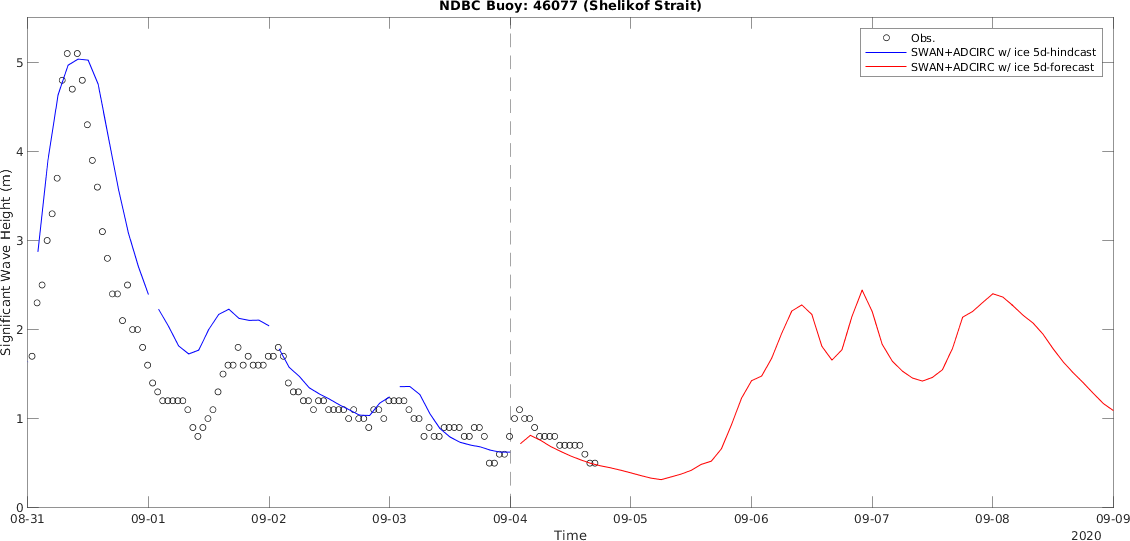 NDBC Buoy: 46077 (Shelikof Strait)
Obs.
SWAN+ADCIRC w/ ice 5d-hindcast
SWAN+ADCIRC w/ ice 5d-forecast
Significant Wave Height (m)
5
4
3
2
1
0
08-31 09-01 09-02 09-03 09-04 09-05 09-06 09-07 09-08 09-09
Time
2020